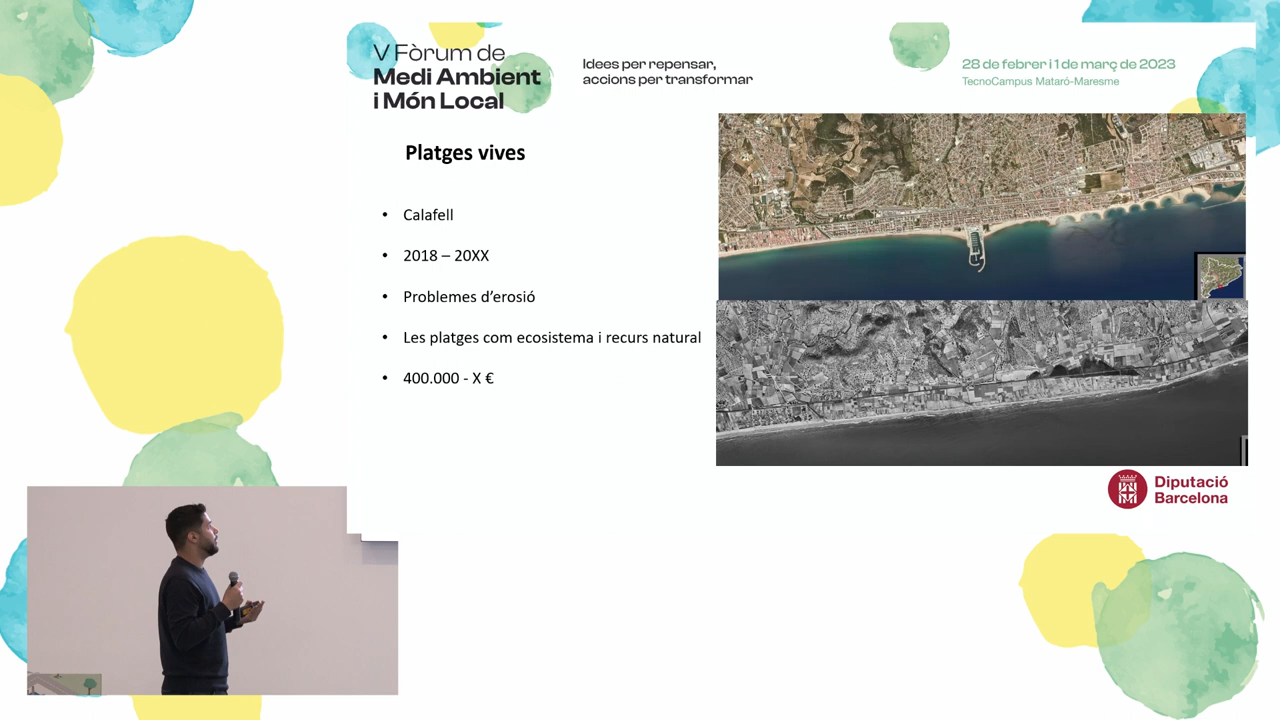 V Fòrum de
Medi Ambient
i Món Local
Idees per repensar,
accions per transformar
28 de febrer i 1 de març de 2023
TecnoCampus Mataró-Maresme
Platges vives
• Calafell
• 2018 – 20XX
• Problemes d’erosió
• Les platges com ecosistema i recurs natural
• 400.000 - X €
Diputació
Barcelona